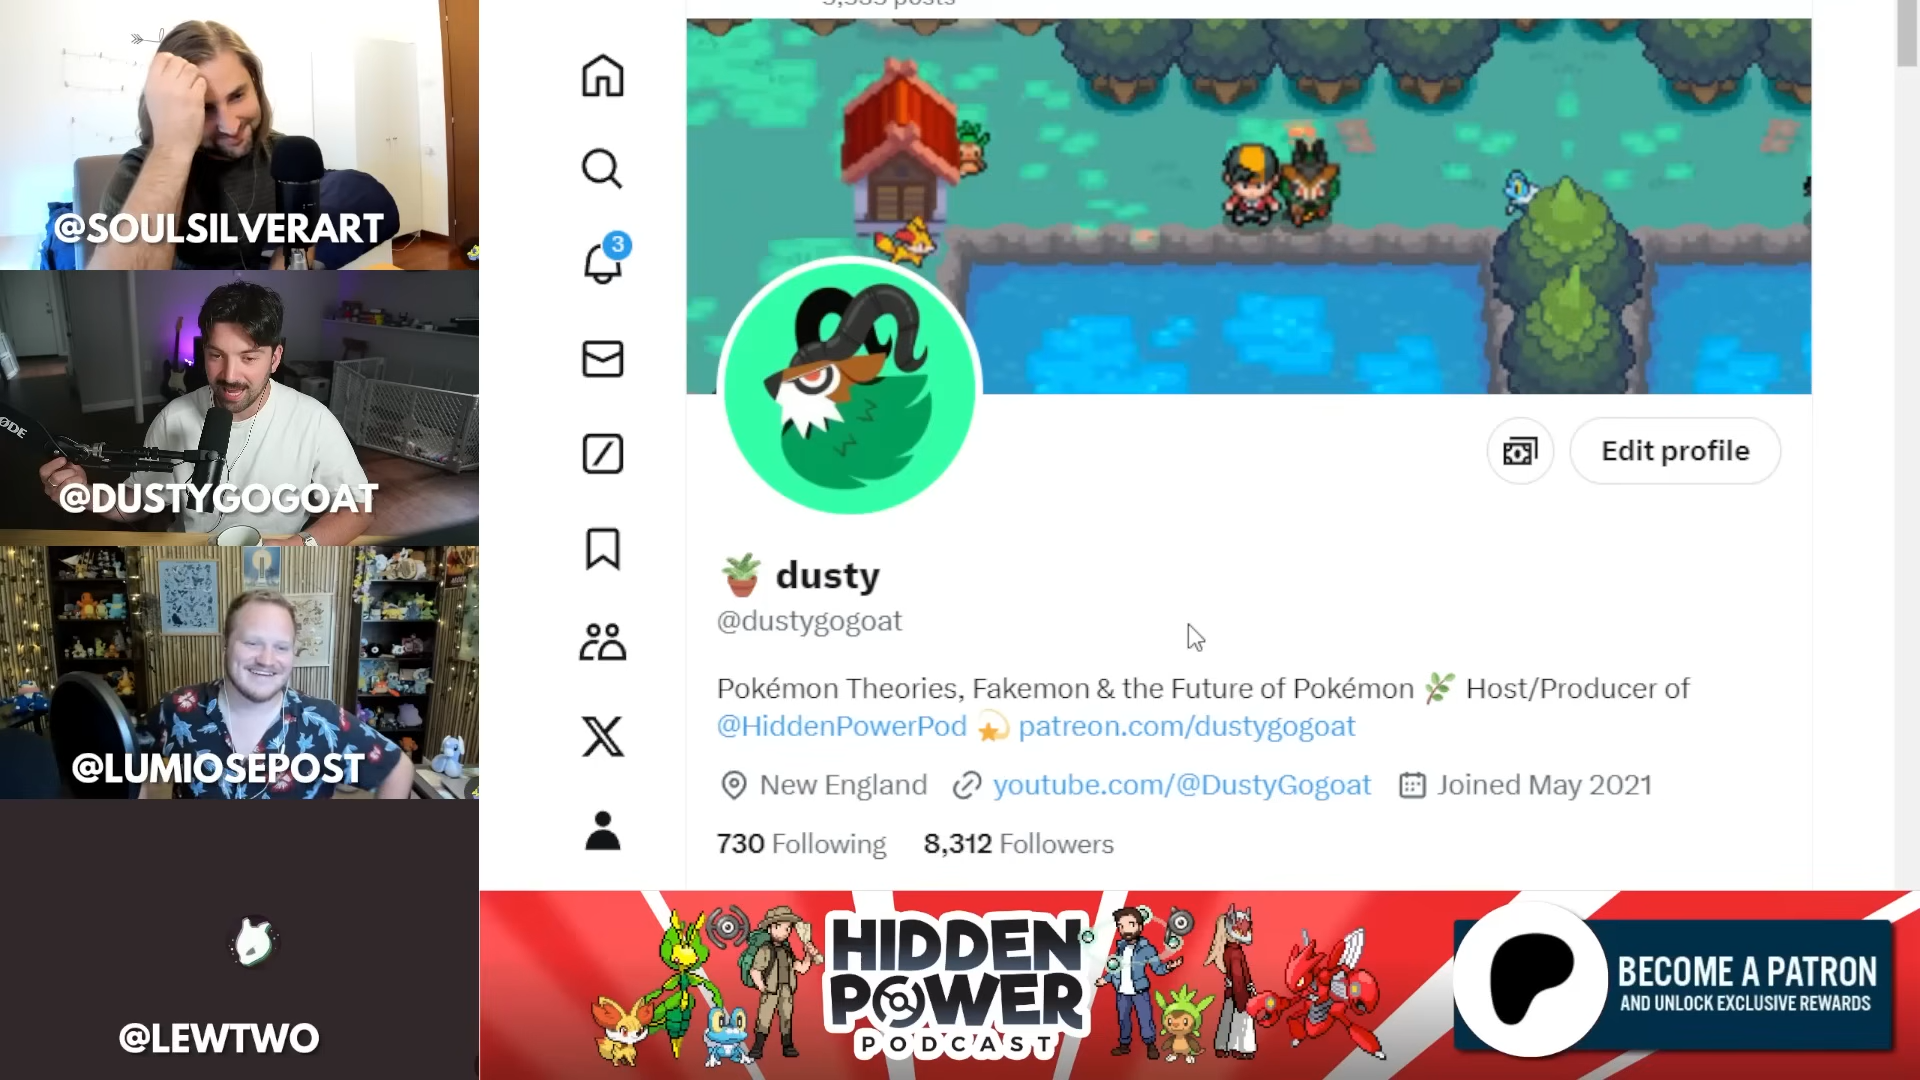 @SOULSILVERART
RØDE
@DUSTYGOGOAT
@LUMIOSEPOST
@LEWTWO
3
Edit profile
dusty
@dustygogoat
Pokémon Theories, Fakemon & the Future of Pokémon 🌿 Host/Producer of
@HiddenPowerPod 💫 patreon.com/dustygogoat
New England youtube.com/@DustyGogoat Joined May 2021
730 Following 8,312 Followers
HIDDEN
POWER
PODCAST
BECOME A PATRON
AND UNLOCK EXCLUSIVE REWARDS